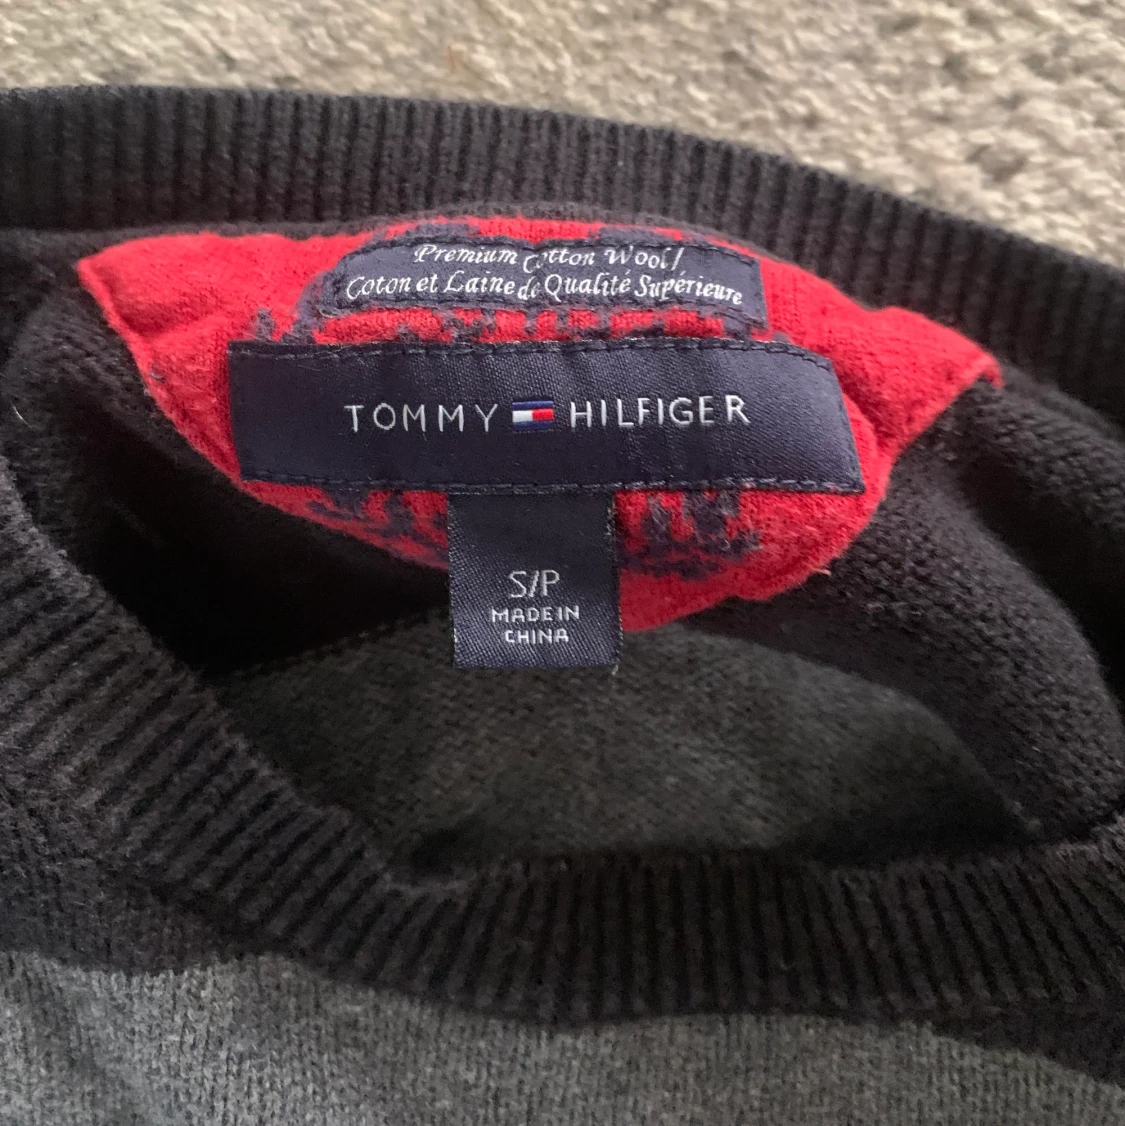 Premium Cotton Wool/
Coton et Laine de Qualité Supérieure
TOMMY HILFIGER
S/P
MADE IN
CHINA